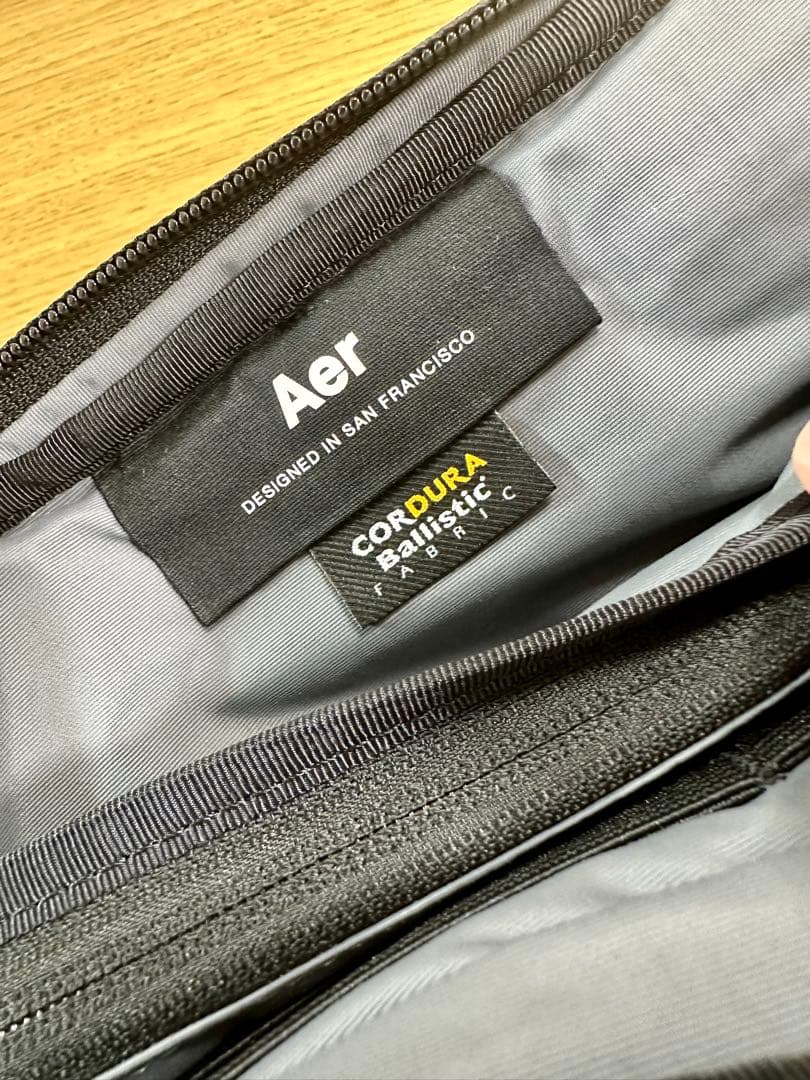 Aer
DESIGNED IN SAN FRANCISCO
CORDURA
Ballistic
FABRIC